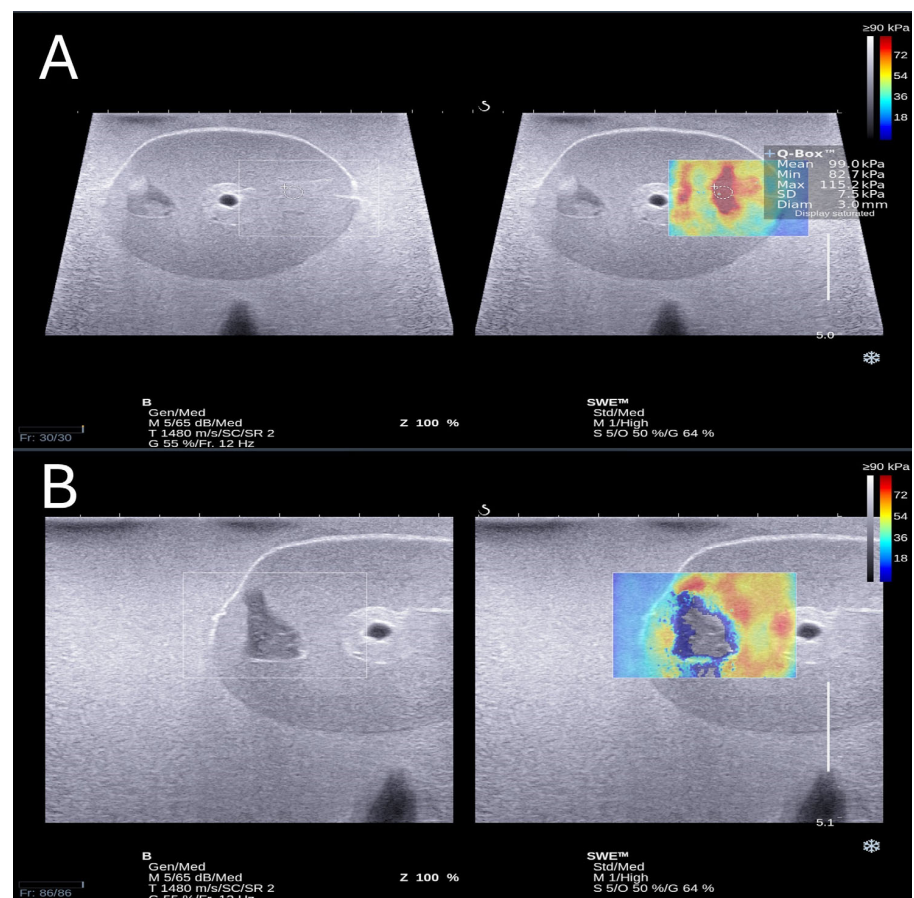 A
≥90 kPa
72
54
36
18
S
+Q-Box™
Mean 99.0 kPa
Min 82.7 kPa
Max 115.2 kPa
SD 7.5 kPa
Diam 3.0 mm
Display saturated
5.0
B
Gen/Med
M 5/65 dB/Med
T 1480 m/s/SC/SR 2
G 55 %/Fr. 12 Hz
Z 100 %
SWE™
Std/Med
M 1/High
S 5/O 50 %/G 64 %
Fr: 30/30
B
≥90 kPa
72
54
36
18
S
5.1
B
Gen/Med
M 5/65 dB/Med
T 1480 m/s/SC/SR 2
G 55 %/Fr. 12 Hz
Z 100 %
SWE™
Std/Med
M 1/High
S 5/O 50 %/G 64 %
Fr: 86/86